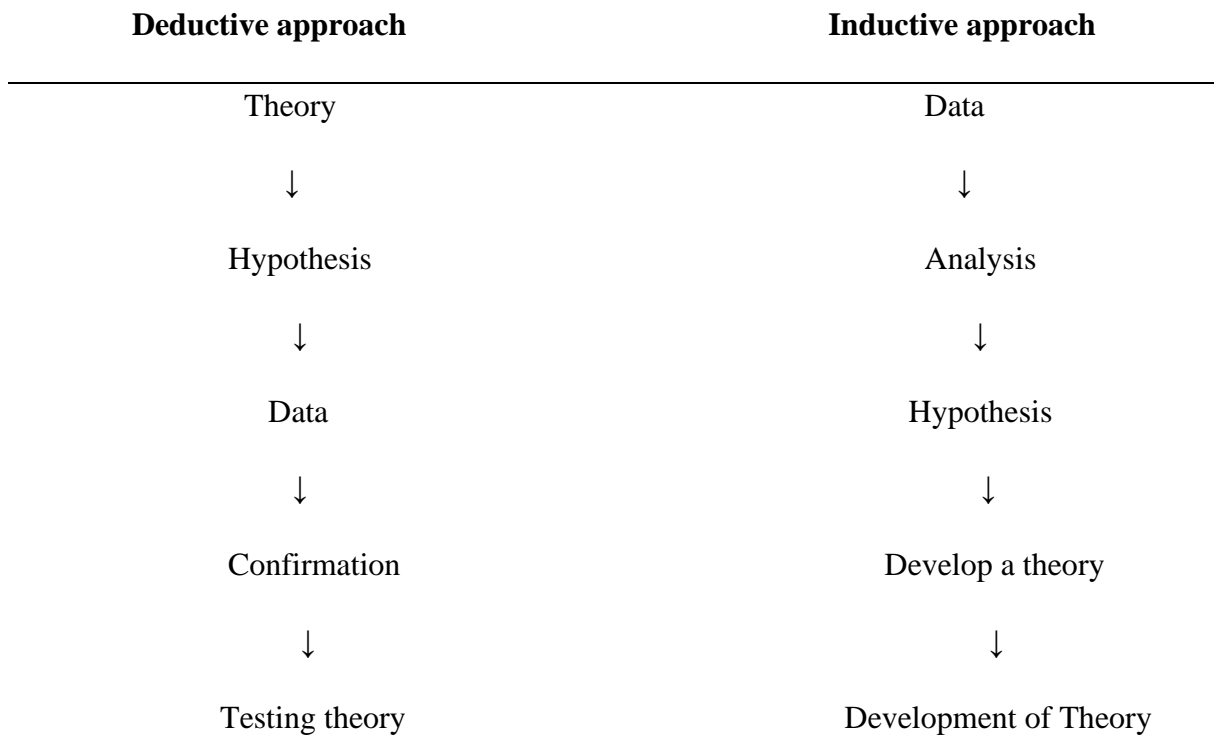 Deductive approach Inductive approach
Theory Data
↓ ↓
Hypothesis Analysis
↓ ↓
Data Hypothesis
↓ ↓
Confirmation Develop a theory
↓ ↓
Testing theory Development of Theory